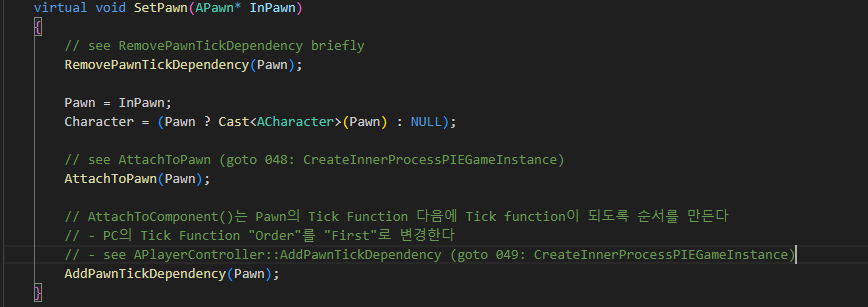 virtual void SetPawn(APawn* InPawn)
{
// see RemovePawnTickDependency briefly
RemovePawnTickDependency(Pawn);
Pawn = InPawn;
Character = (Pawn ? Cast<ACharacter>(Pawn) : NULL);
// see AttachToPawn (goto 048: CreateInnerProcessPIEGameInstance)
AttachToPawn(Pawn);
// AttachToComponent()는 Pawn의 Tick Function 다음에 Tick function이 되도록 순서를 만든다
// - PC의 Tick Function "Order"를 "First"로 변경한다
// - see APlayerController::AddPawnTickDependency (goto 049: CreateInnerProcessPIEGameInstance)
AddPawnTickDependency(Pawn);
}